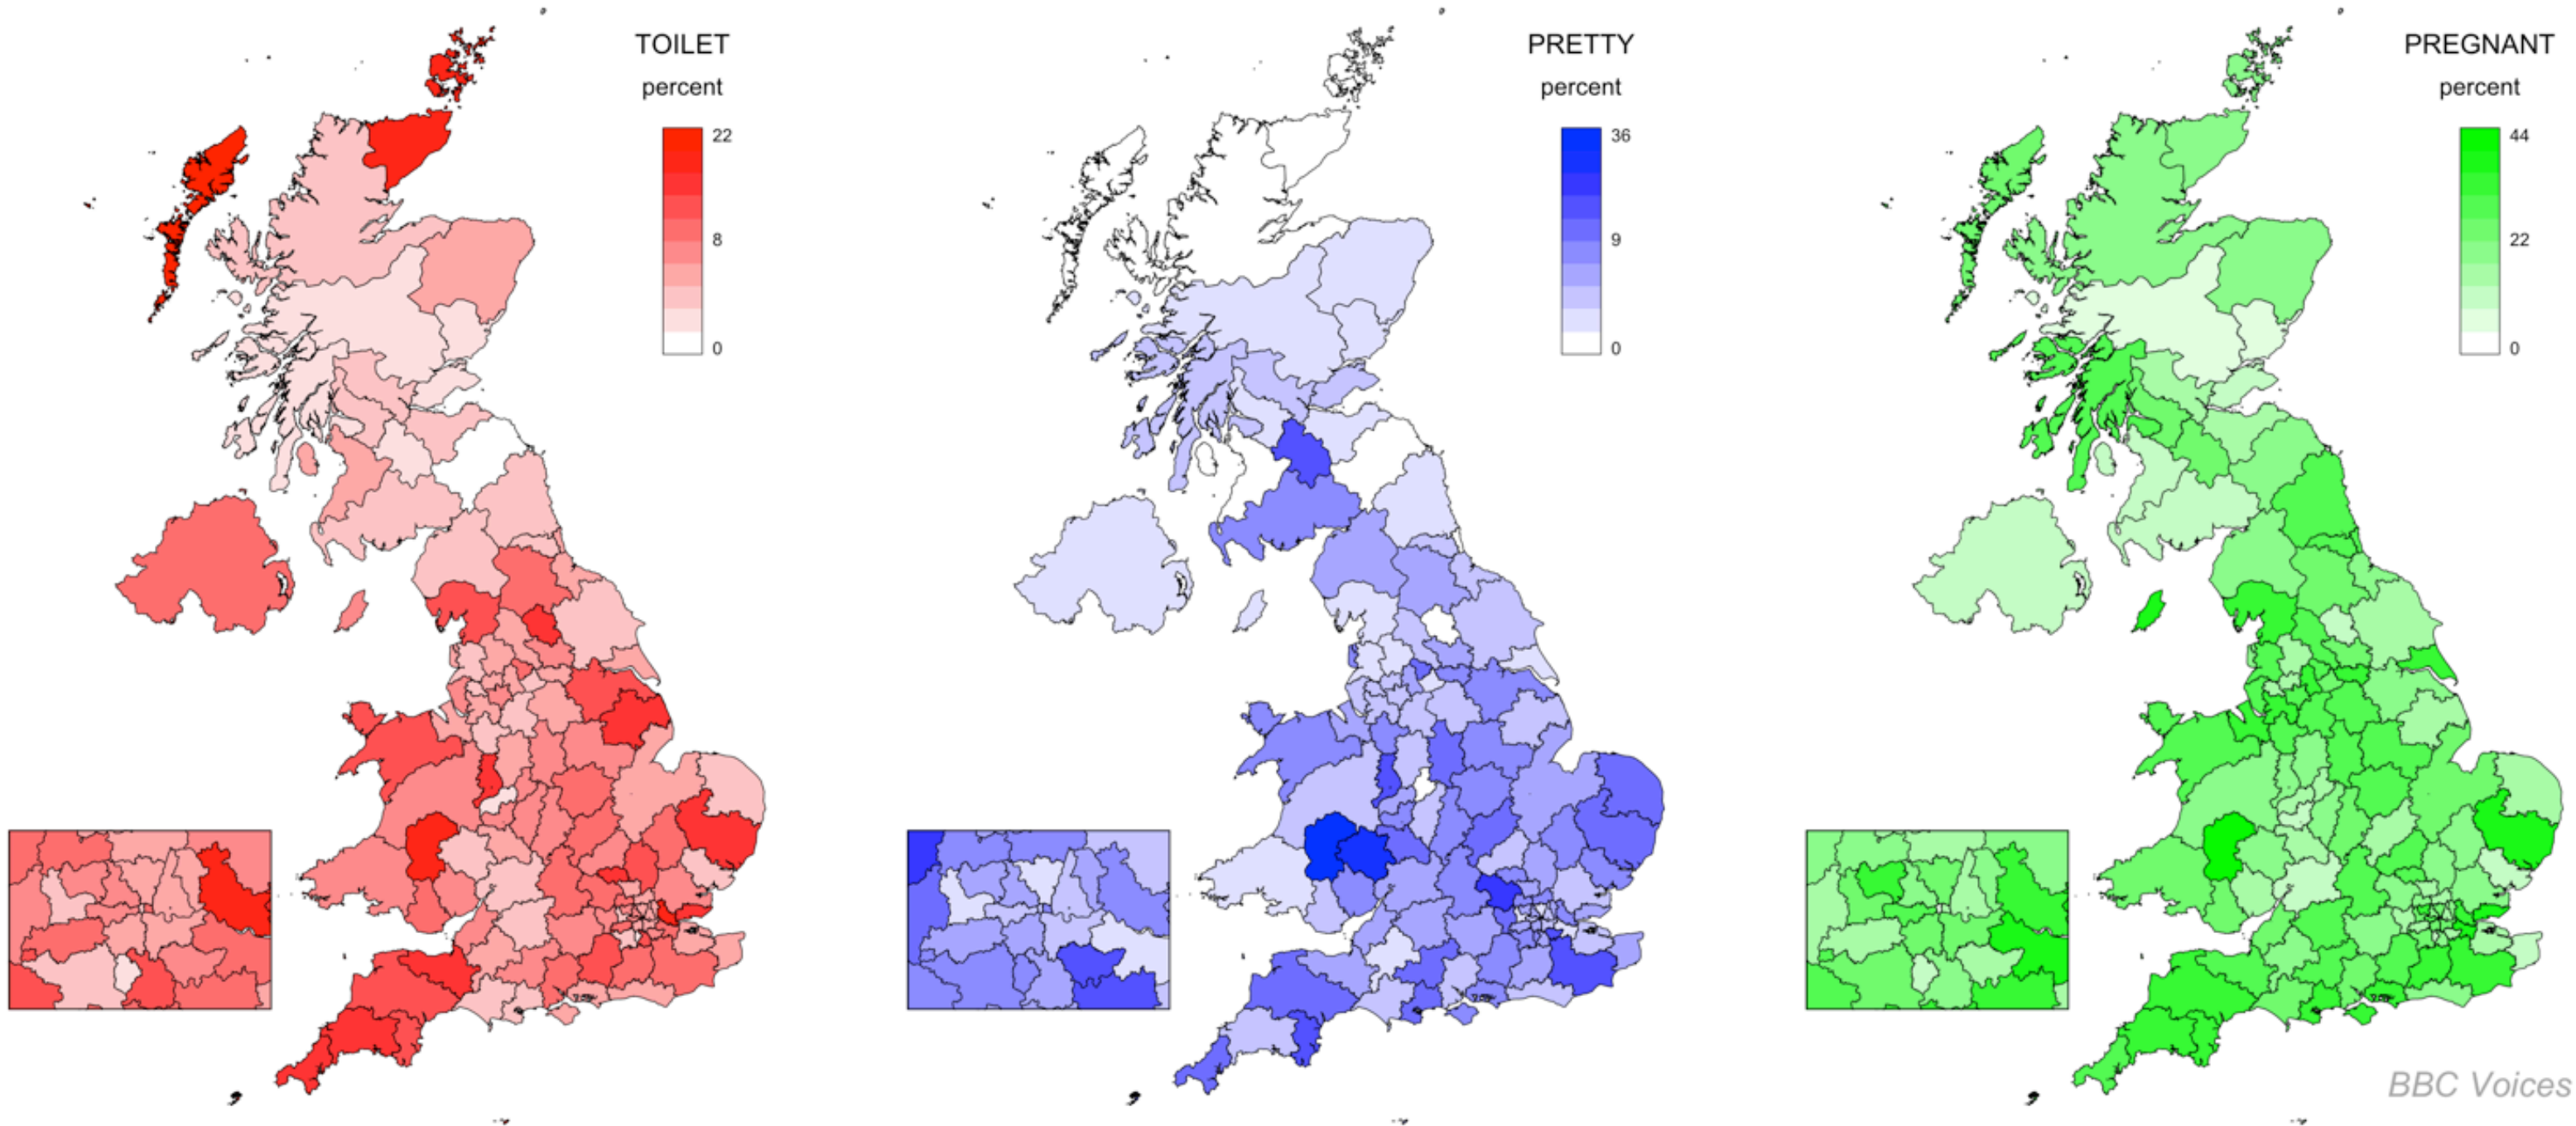 TOILET
percent
22
8
0
PRETTY
percent
36
9
0
PREGNANT
percent
44
22
0
BBC Voices